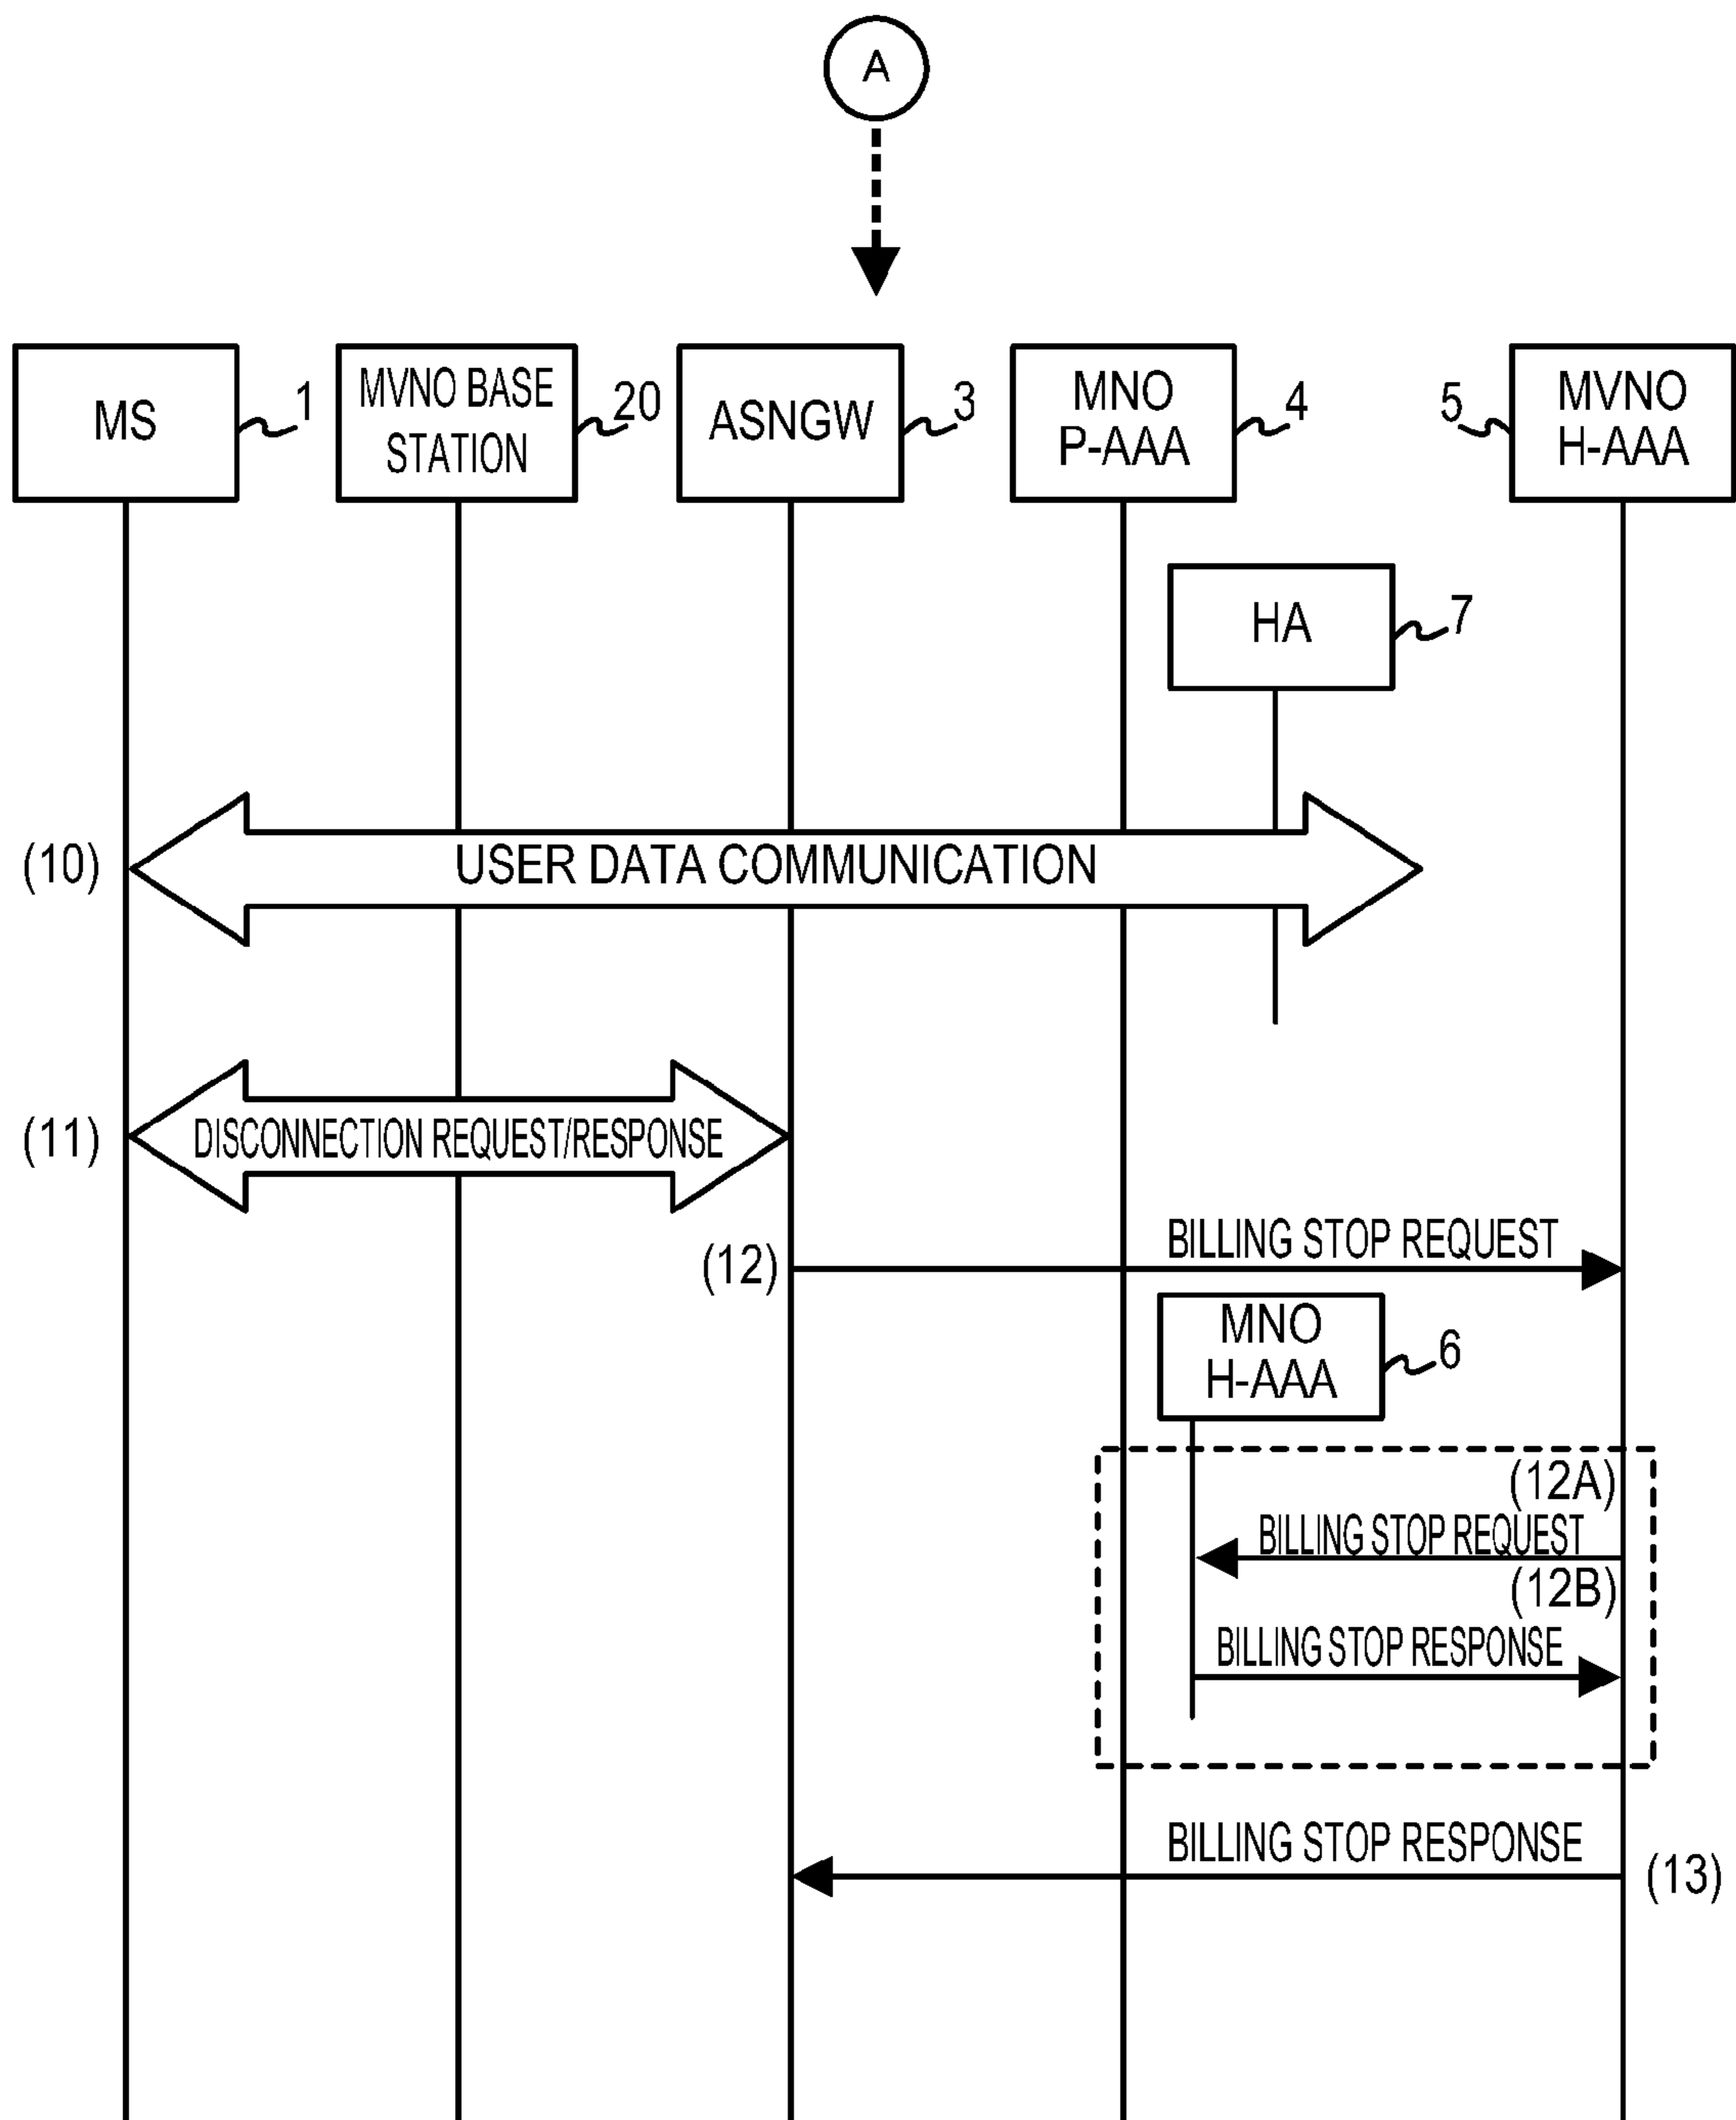 A
MS
1
MVNO BASE
STATION
20
ASNGW
3
MNO
P-AAA
4
5
MVNO
H-AAA
HA
7
(10)
USER DATA COMMUNICATION
(11)
DISCONNECTION REQUEST/RESPONSE
(12)
BILLING STOP REQUEST
MNO
H-AAA
6
(12A)
BILLING STOP REQUEST
(12B)
BILLING STOP RESPONSE
BILLING STOP RESPONSE
(13)